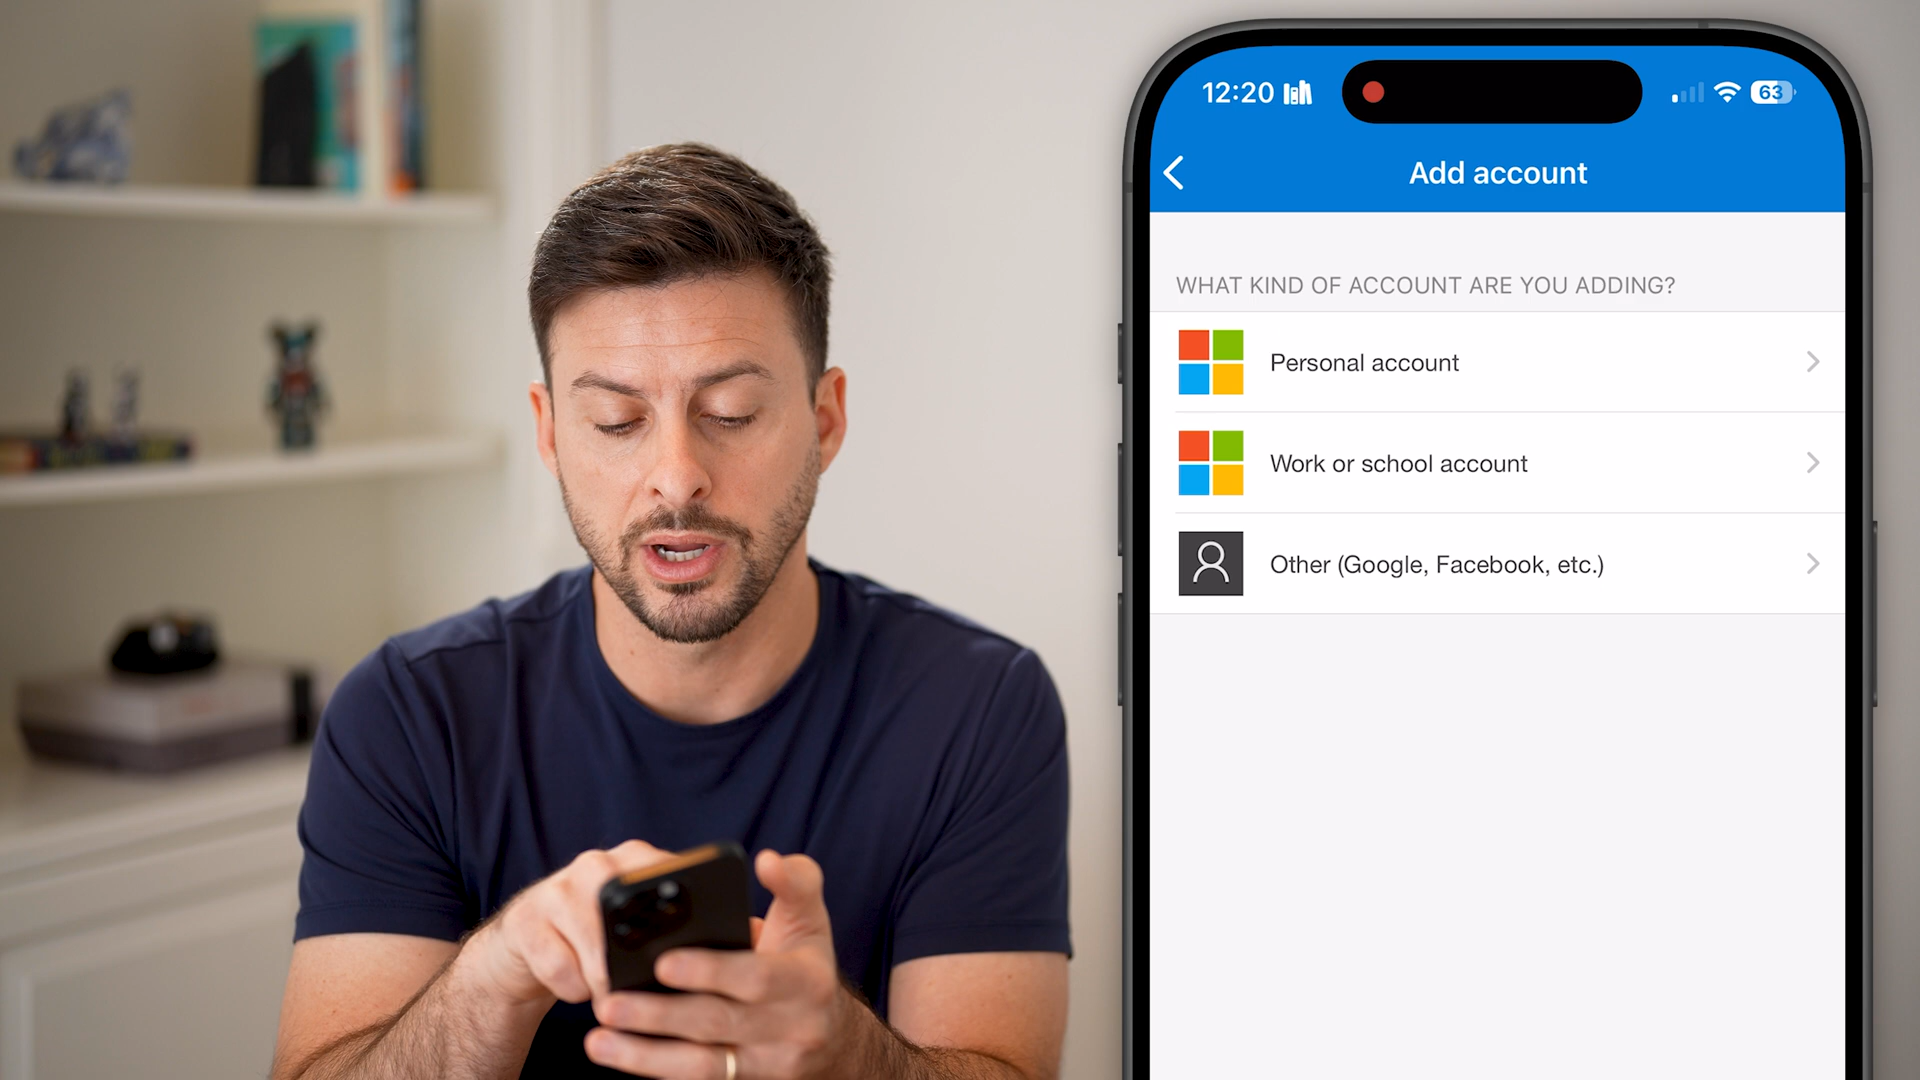 12:20
63
Add account
WHAT KIND OF ACCOUNT ARE YOU ADDING?
Personal account
Work or school account
Other (Google, Facebook, etc.)